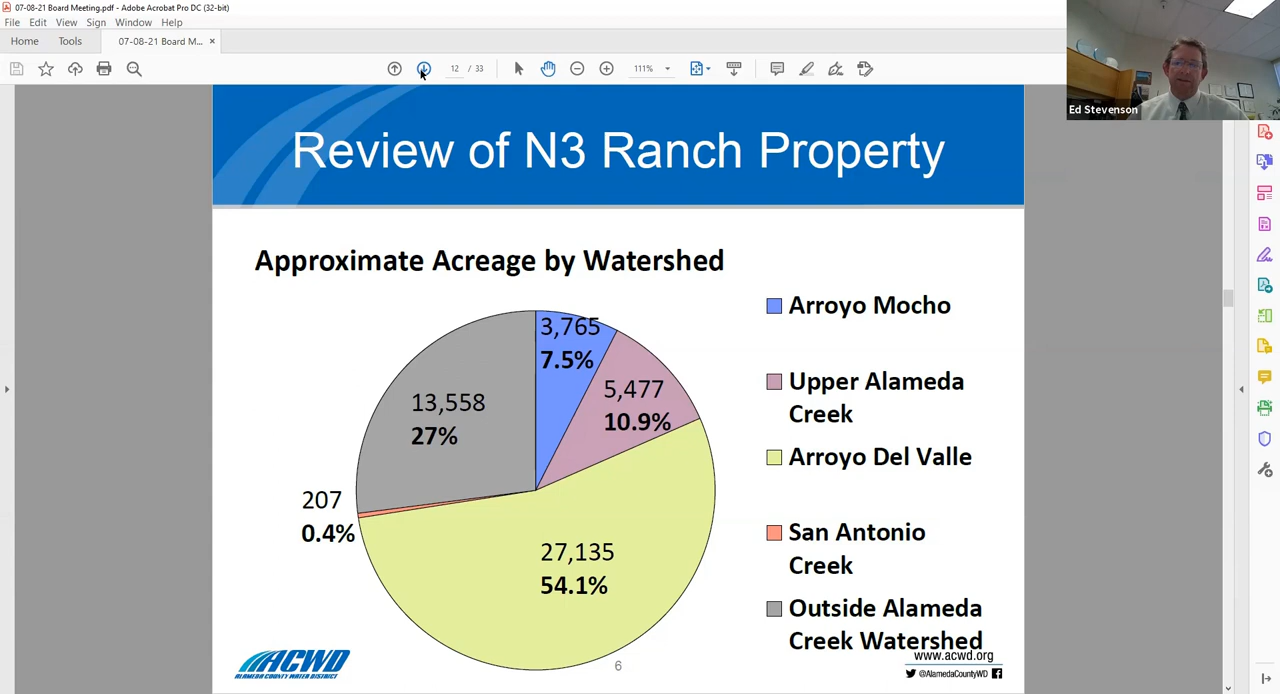 07-08-21 Board Meeting.pdf - Adobe Acrobat Pro DC (32-bit)
File Edit View Sign Window Help
Home Tools 07-08-21 Board M... ×
12 / 33 111%
Ed Stevenson
Review of N3 Ranch Property
Approximate Acreage by Watershed
3,765
7.5%
5,477
10.9%
13,558
27%
207
0.4%
27,135
54.1%
Arroyo Mocho
Upper Alameda
Creek
Arroyo Del Valle
San Antonio
Creek
Outside Alameda
Creek Watershed
ACWD
ALAMEDA COUNTY WATER DISTRICT
6
www.acwd.org
@AlamedaCountyWD